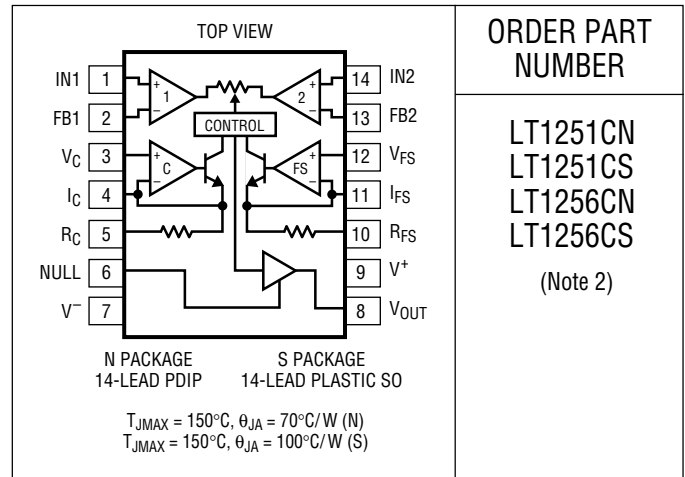 TOP VIEW
IN1 1
FB1 2
VC 3
IC 4
RC 5
NULL 6
V− 7
1
+
−
2
+
−
CONTROL
C
+
−
FS
+
−
14 IN2
13 FB2
12 VFS
11 IFS
10 RFS
9 V+
8 VOUT
N PACKAGE
14-LEAD PDIP
S PACKAGE
14-LEAD PLASTIC SO
TJMAX = 150°C, θJA = 70°C/W (N)
TJMAX = 150°C, θJA = 100°C/W (S)
ORDER PART
NUMBER
LT1251CN
LT1251CS
LT1256CN
LT1256CS
(Note 2)